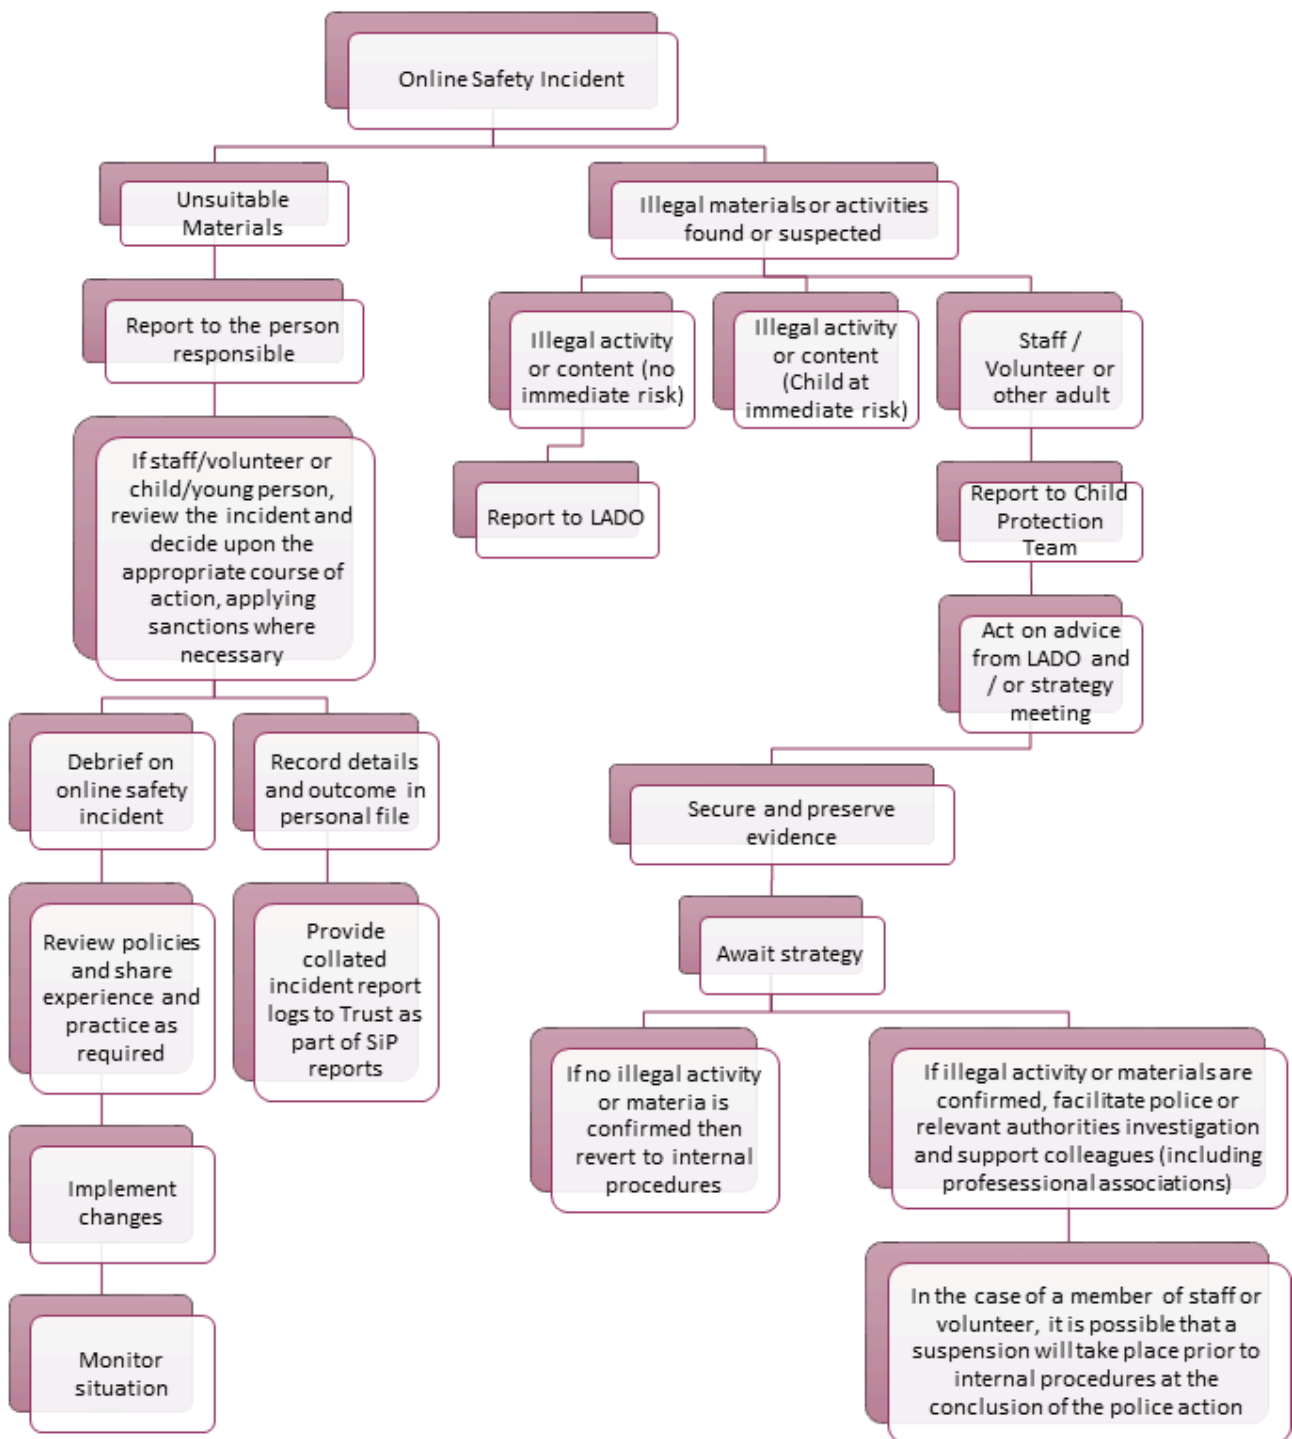 Online Safety Incident
Unsuitable
Materials
Illegal materials or activities
found or suspected
Report to the person
responsible
Illegal activity
or content (no
immediate risk)
Illegal activity
or content
(Child at
immediate risk)
Staff /
Volunteer or
other adult
If staff/volunteer or
child/young person,
review the incident and
decide upon the
appropriate course of
action, applying
sanctions where
necessary
Report to LADO
Report to Child
Protection
Team
Act on advice
from LADO and
/ or strategy
meeting
Debrief on
online safety
incident
Record details
and outcome in
personal file
Secure and preserve
evidence
Review policies
and share
experience and
practice as
required
Provide
collated
incident report
logs to Trust as
part of SiP
reports
Await strategy
If no illegal activity
or materia is
confirmed then
revert to internal
procedures
If illegal activity or materials are
confirmed, facilitate police or
relevant authorities investigation
and support colleagues (including
profesessional associations)
Implement
changes
Monitor
situation
In the case of a member of staff or
volunteer, it is possible that a
suspension will take place prior to
internal procedures at the
conclusion of the police action